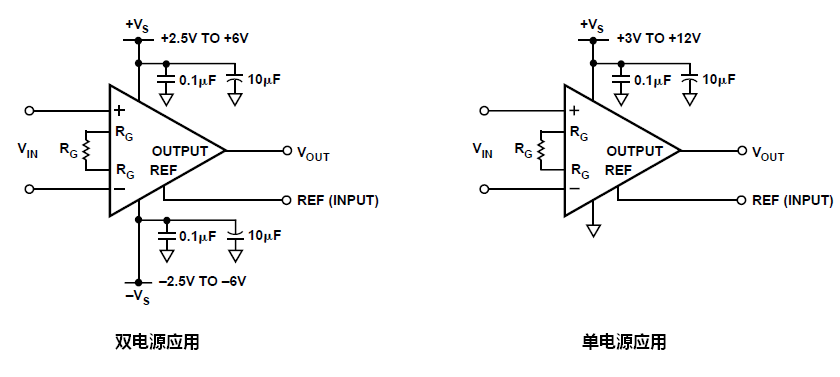 +VS
+2.5V TO +6V
0.1µF
10µF
+
RG
VIN
RG
RG
OUTPUT
REF
−
VOUT
REF (INPUT)
0.1µF
10µF
–2.5V TO –6V
–VS
双电源应用
+VS
+3V TO +12V
0.1µF
10µF
+
RG
VIN
RG
RG
OUTPUT
REF
−
VOUT
REF (INPUT)
单电源应用